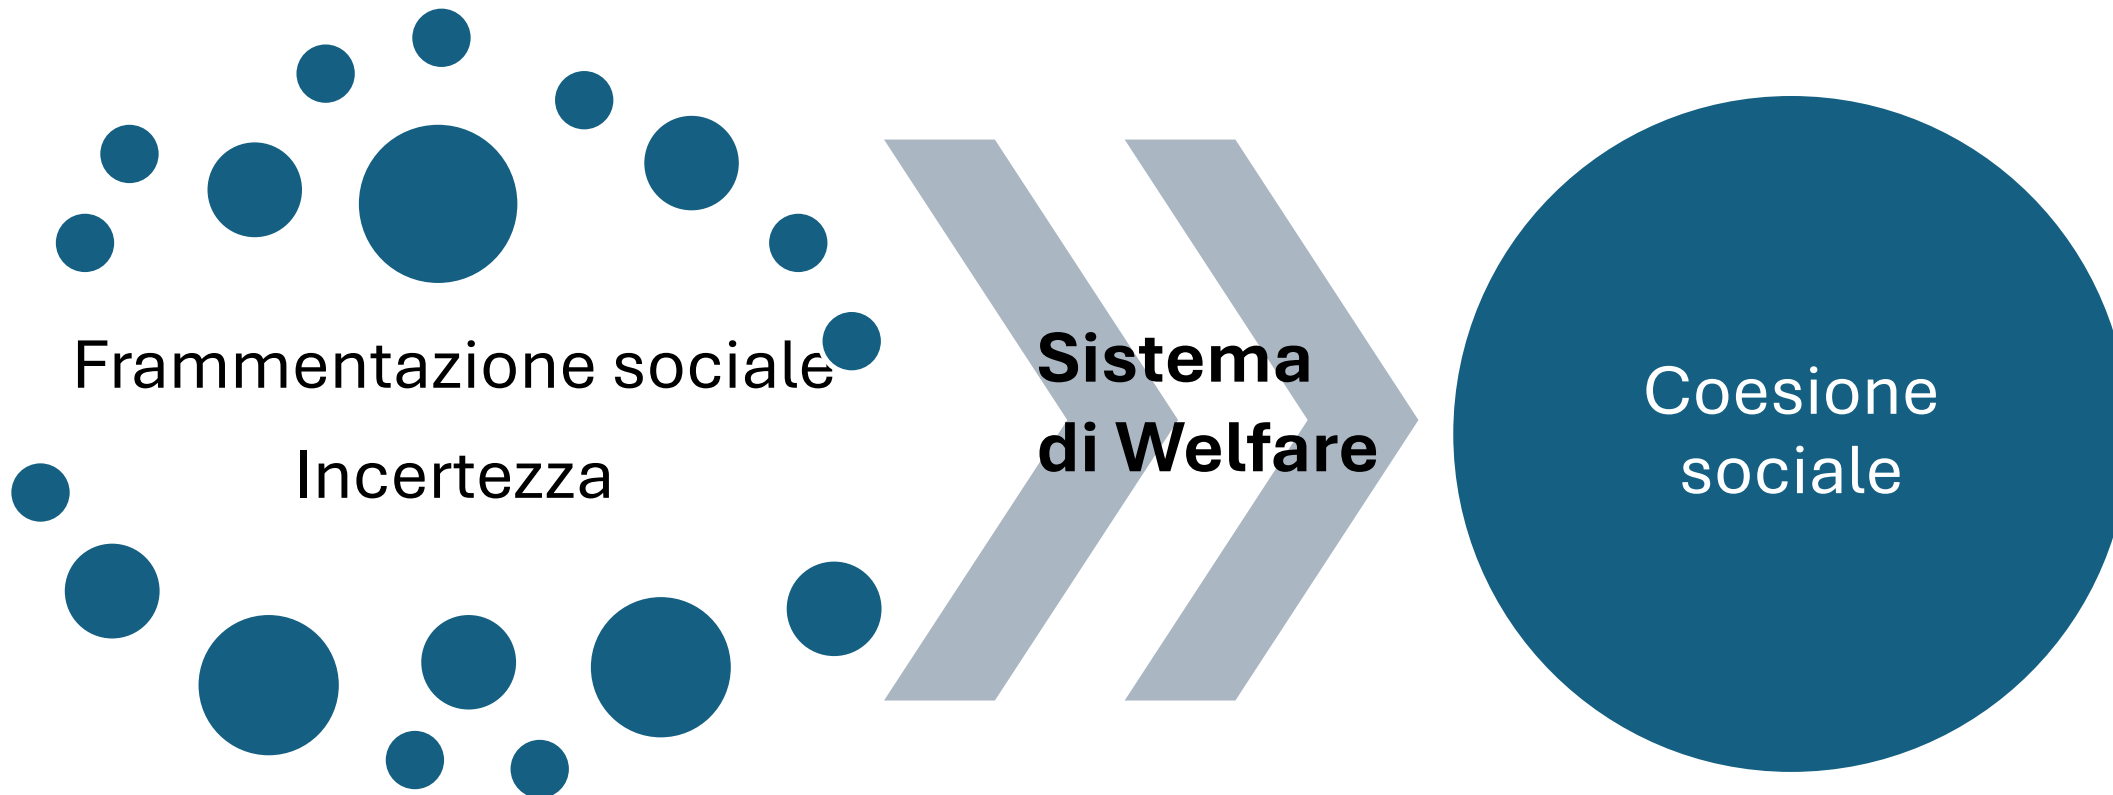 Frammentazione sociale
Incertezza
Sistema
di Welfare
Coesione
sociale